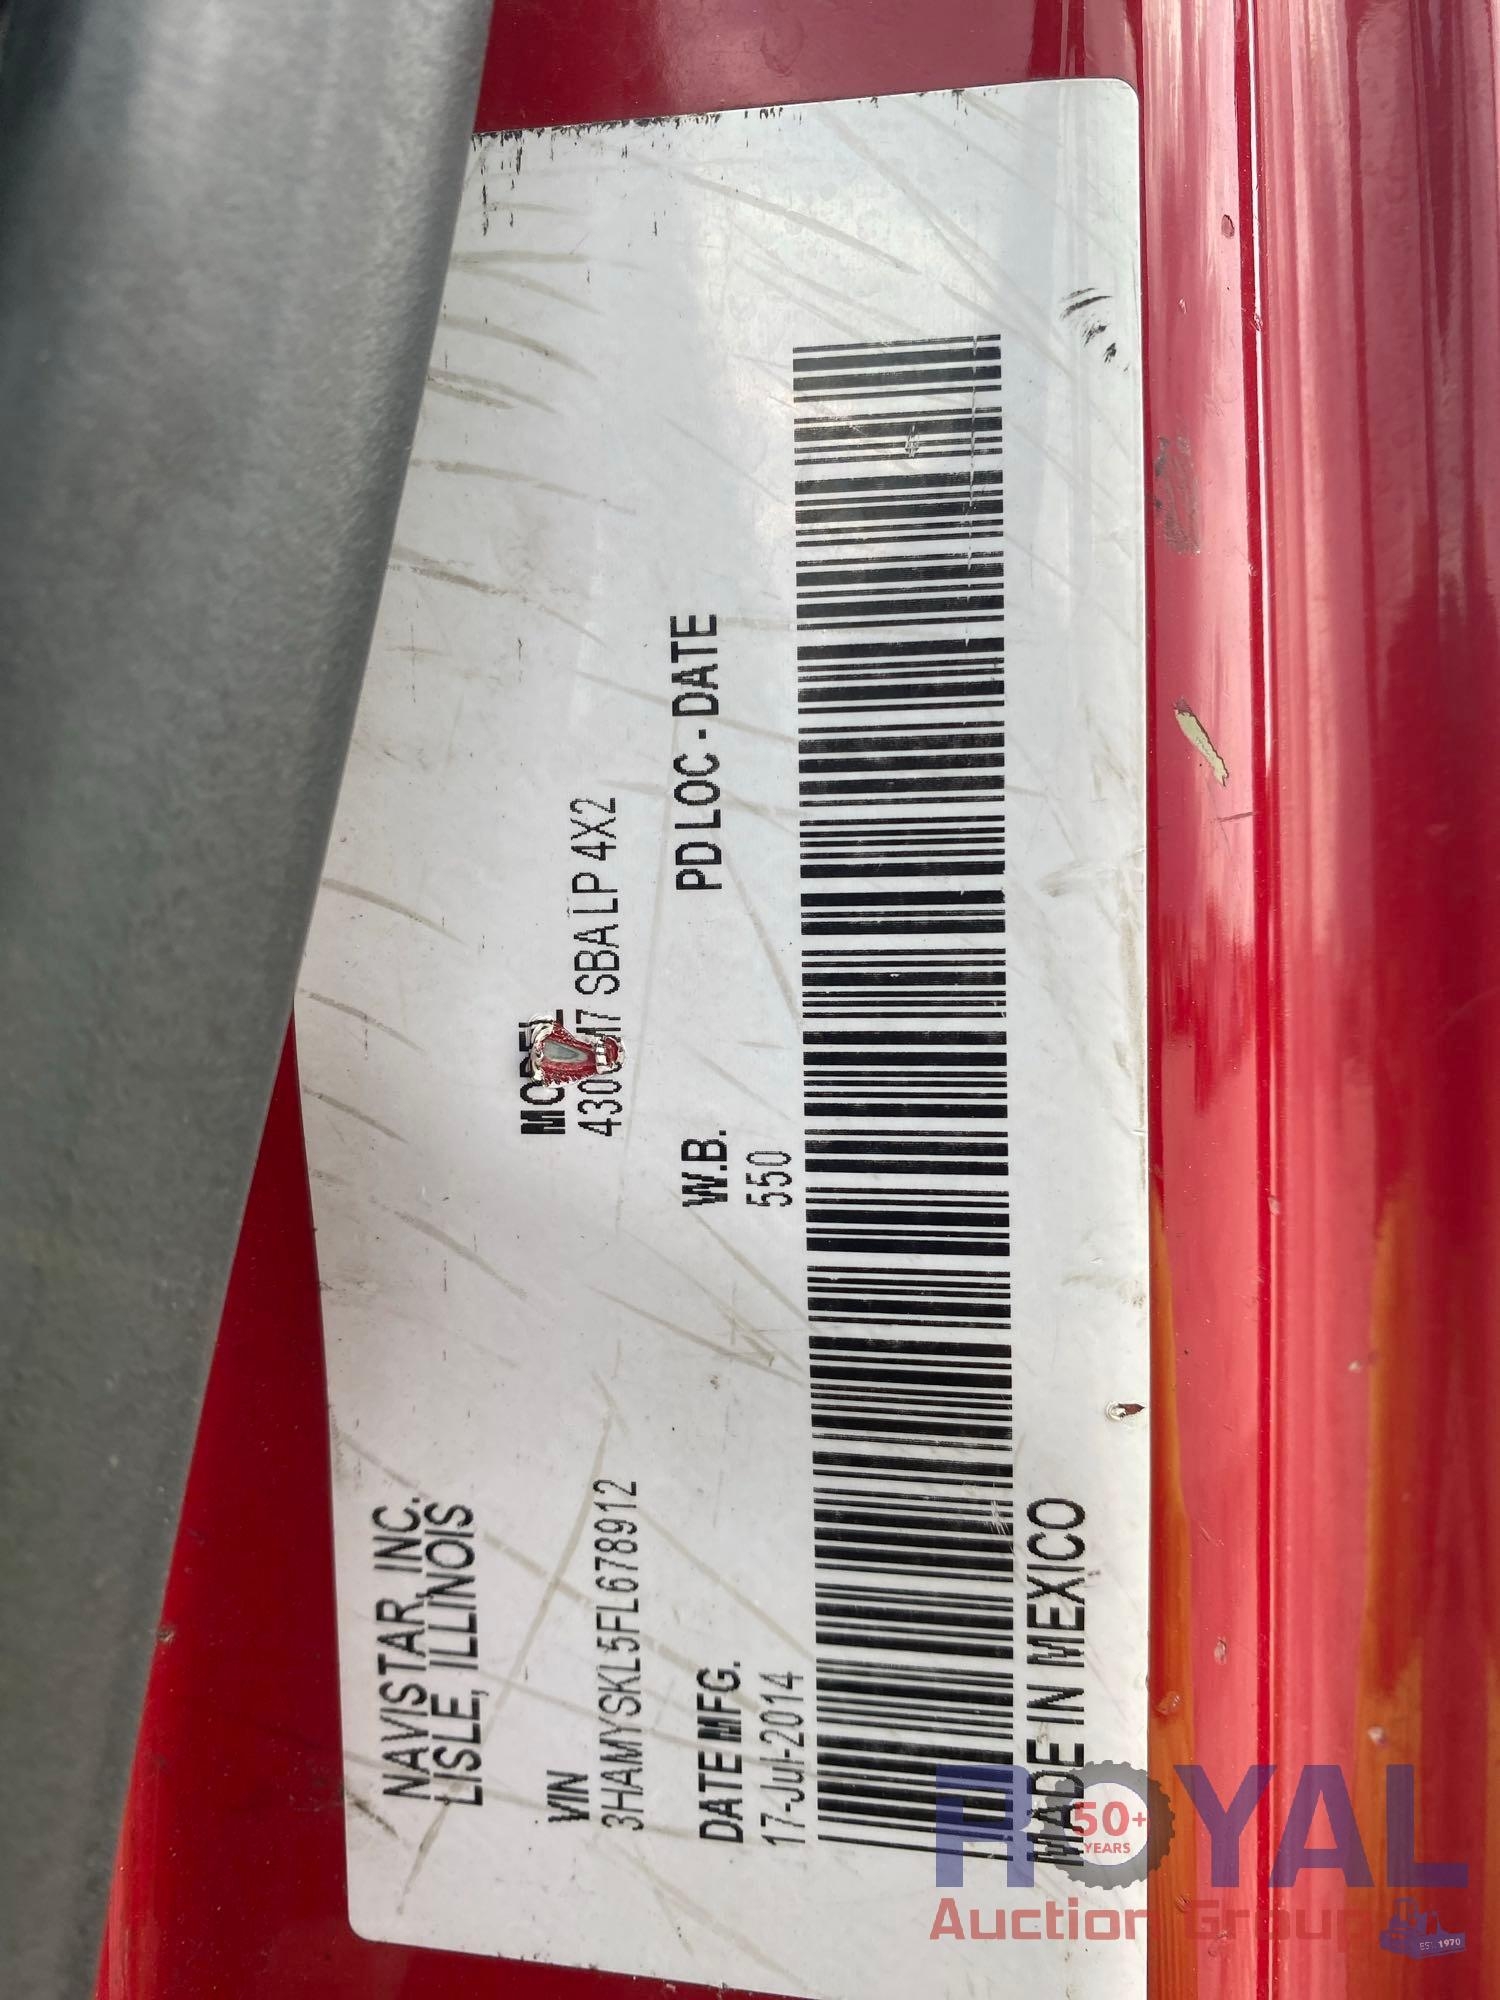 NAVISTAR, INC.
LISLE, ILLINOIS
VIN
3HAMYSKL5FL678912
MODEL
SBA LP 4X2
DATE MFG.
17-Jul-2014
W.B.
550
PD LOC - DATE
MADE IN MEXICO
ROYAL
50+
YEARS
Auction Group
EST. 1970